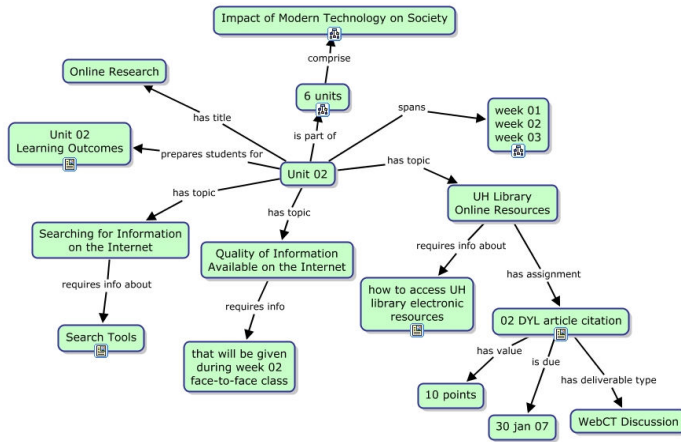 Impact of Modern Technology on Society
comprise
Online Research
6 units
has title
spans
week 01
week 02
week 03
Unit 02
Learning Outcomes
is part of
prepares students for
Unit 02
has topic
has topic
has topic
UH Library
Online Resources
Searching for Information
on the Internet
Quality of Information
Available on the Internet
requires info about
requires info about
has assignment
how to access UH
library electronic
resources
requires info
Search Tools
02 DYL article citation
that will be given
during week 02
face-to-face class
has value
is due
has deliverable type
10 points
30 jan 07
WebCT Discussion